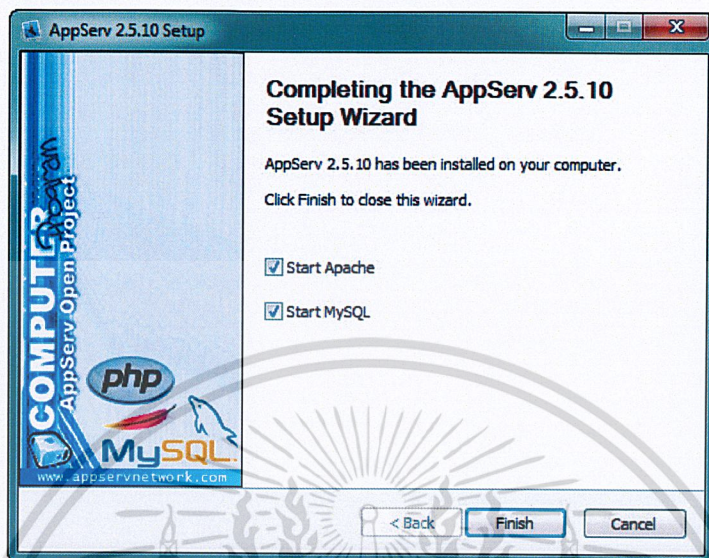 AppServ 2.5.10 Setup
COMPUTER
Program
AppServ Open Project
php
MySQL
www.appservnetwork.com
Completing the AppServ 2.5.10
Setup Wizard
AppServ 2.5.10 has been installed on your computer.
Click Finish to close this wizard.
Start Apache
Start MySQL
< Back
Finish
Cancel